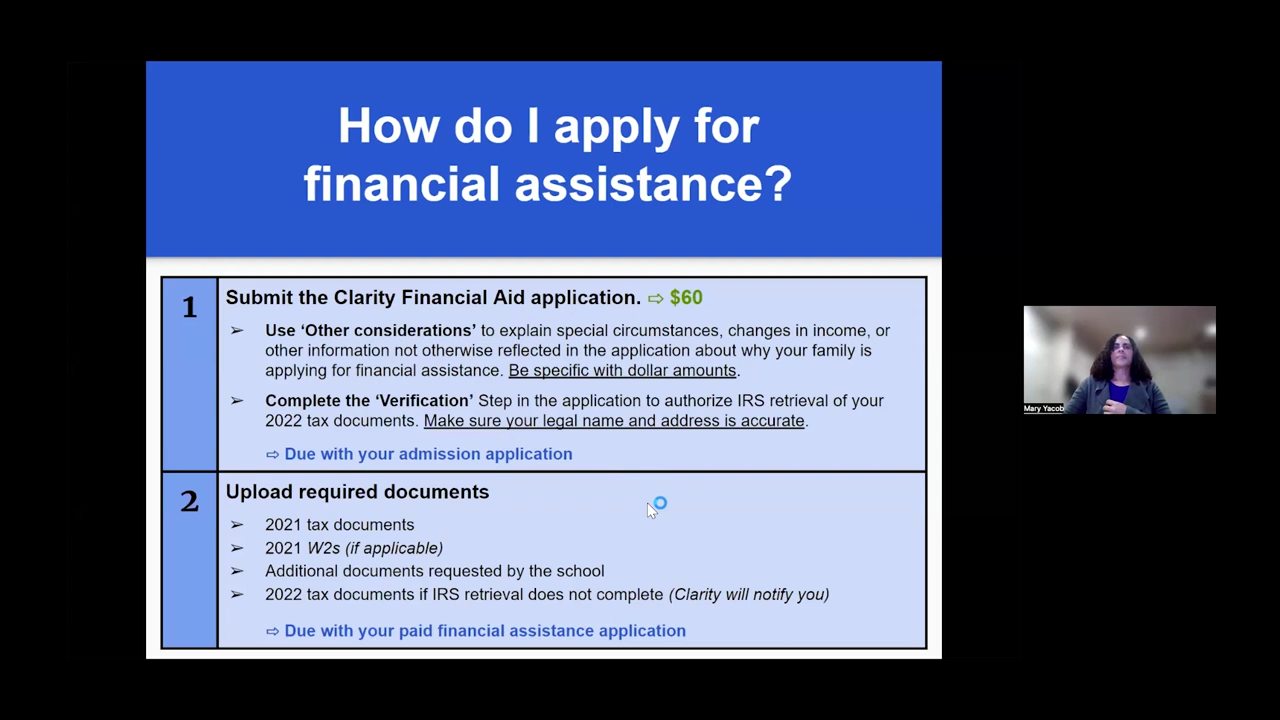 How do I apply for
financial assistance?
1
Submit the Clarity Financial Aid application. ⇨ $60
➢ Use ‘Other considerations’ to explain special circumstances, changes in income, or
other information not otherwise reflected in the application about why your family is
applying for financial assistance. Be specific with dollar amounts.
➢ Complete the ‘Verification’ Step in the application to authorize IRS retrieval of your
2022 tax documents. Make sure your legal name and address is accurate.
⇨ Due with your admission application
2
Upload required documents
➢ 2021 tax documents
➢ 2021 W2s (if applicable)
➢ Additional documents requested by the school
➢ 2022 tax documents if IRS retrieval does not complete (Clarity will notify you)
⇨ Due with your paid financial assistance application
Mary Yacob